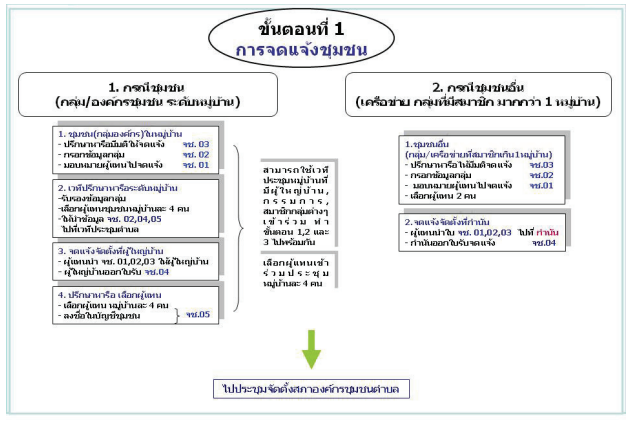 ขั้นตอนที่ 1
การจดแจ้งชุมชน
1. กรณีชุมชน
(กลุ่ม/องค์กรชุมชน ระดับหมู่บ้าน)
1. ชุมชน(กลุ่มองค์กร)ในหมู่บ้าน
- ปรึกษาหารือมีมติให้จดแจ้ง จช. 03
- กรอกข้อมูลกลุ่ม จช. 02
- มอบหมายผู้แทนไปจดแจ้ง จช. 01
2. เวทีปรึกษาหารือระดับหมู่บ้าน
-รับรองข้อมูลกลุ่ม
-เลือกผู้แทนชุมชนหมู่บ้านละ 4 คน
-ให้นำข้อมูล จช. 02,04,05
ไปที่เวทีประชุมตำบล
3. จดแจ้งจัดตั้งที่ผู้ใหญ่บ้าน
- ผู้แทนนำ จช. 01,02,03 ให้ผู้ใหญ่บ้าน
- ผู้ใหญ่บ้านออกใบรับ จช.04
4. ปรึกษาหารือ เลือกผู้แทน
- เลือกผู้แทน หมู่บ้านละ 4 คน
- ลงชื่อในบัญชีชุมชน จช.05
สามารถใช้เวที
ประชุมหมู่บ้านที่
มีผู้ใหญ่บ้าน,
กรรมการ,
สมาชิกกลุ่มต่างๆ
เข้าร่วม ทำ
ขั้นตอน 1,2 และ
3 ไปพร้อมกัน
เลือกผู้แทนเข้า
ร่วมประชุม
หมู่บ้านละ 4 คน
2. กรณีชุมชนอื่น
(เครือข่าย กลุ่มที่มีสมาชิก มากกว่า 1 หมู่บ้าน)
1.ชุมชนอื่น
(กลุ่ม/เครือข่ายที่สมาชิกเกิน1หมู่บ้าน)
- ปรึกษาหารือ ให้มีมติจดแจ้ง จช.03
- กรอกข้อมูลกลุ่ม จช.02
- มอบหมายผู้แทนไปจดแจ้ง จช.01
- เลือกผู้แทน 2 คน
2. จดแจ้งจัดตั้งที่กำนัน
- ผู้แทนนำใบ จช. 01,02,03 ไปที่ กำนัน
- กำนันออกใบรับจดแจ้ง จช.04
ไปประชุมจัดตั้งสภาองค์กรชุมชนตำบล